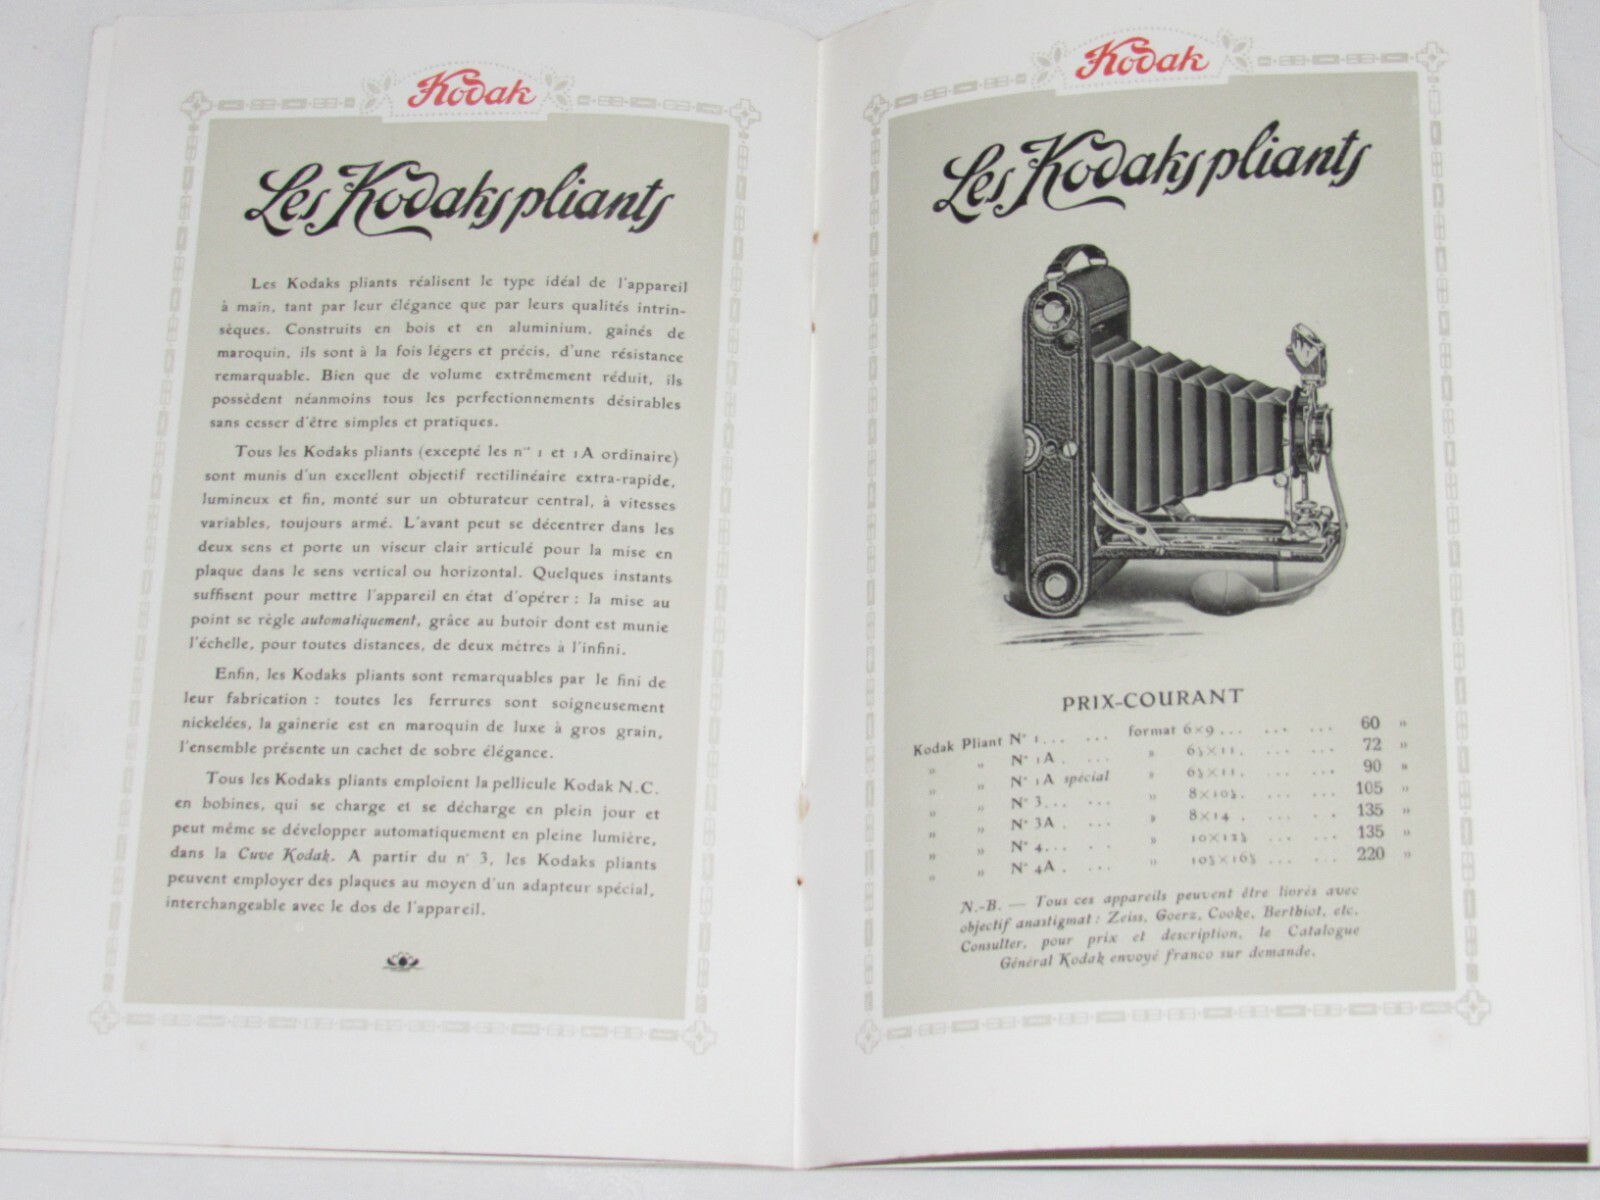 Kodak
Les Kodaks pliants
Les Kodaks pliants réalisent le type idéal de l'appareil
à main, tant par leur élégance que par leurs qualités intrin-
sèques. Construits en bois et en aluminium, gaînés de
maroquin, ils sont à la fois légers et précis, d'une résistance
remarquable. Bien que de volume extrêmement réduit, ils
possèdent néanmoins tous les perfectionnements désirables
sans cesser d'être simples et pratiques.
Tous les Kodaks pliants (excepté les nos 1 et 1A ordinaire)
sont munis d'un excellent objectif rectilinéaire extra-rapide,
lumineux et fin, monté sur un obturateur central, à vitesses
variables, toujours armé. L'avant peut se décentrer dans les
deux sens et porte un viseur clair articulé pour la mise en
plaque dans le sens vertical ou horizontal. Quelques instants
suffisent pour mettre l'appareil en état d'opérer : la mise au
point se règle automatiquement, grâce au butoir dont est munie
l'échelle, pour toutes distances, de deux mètres à l'infini.
Enfin, les Kodaks pliants sont remarquables par le fini de
leur fabrication : toutes les ferrures sont soigneusement
nickelées, la gainerie est en maroquin de luxe à gros grain,
l'ensemble présente un cachet de sobre élégance.
Tous les Kodaks pliants emploient la pellicule Kodak N.C.
en bobines, qui se charge et se décharge en plein jour et
peut même se développer automatiquement en pleine lumière,
dans la Cuve Kodak. A partir du n° 3, les Kodaks pliants
peuvent employer des plaques au moyen d'un adapteur spécial,
interchangeable avec le dos de l'appareil.
Kodak
Les Kodaks pliants
PRIX-COURANT
Kodak Pliant N° 1... ... format 6×9... ... ... 60 »
» » N° 1A . ... » 6½×11. ... ... 72 »
» » N° 1A spécial » 6½×11. ... ... 90 »
» » N° 3... ... » 8×10½. ... ... 105 »
» » N° 3A . ... » 8×14 . ... ... 135 »
» » N° 4... ... » 10×12½ ... ... 135 »
» » N° 4A . ... » 10½×16½ ... ... 220 »
N.-B. — Tous ces appareils peuvent être livrés avec
objectif anastigmat : Zeiss, Goerz, Cooke, Berthiot, etc.
Consulter, pour prix et description, le Catalogue
Général Kodak envoyé franco sur demande.